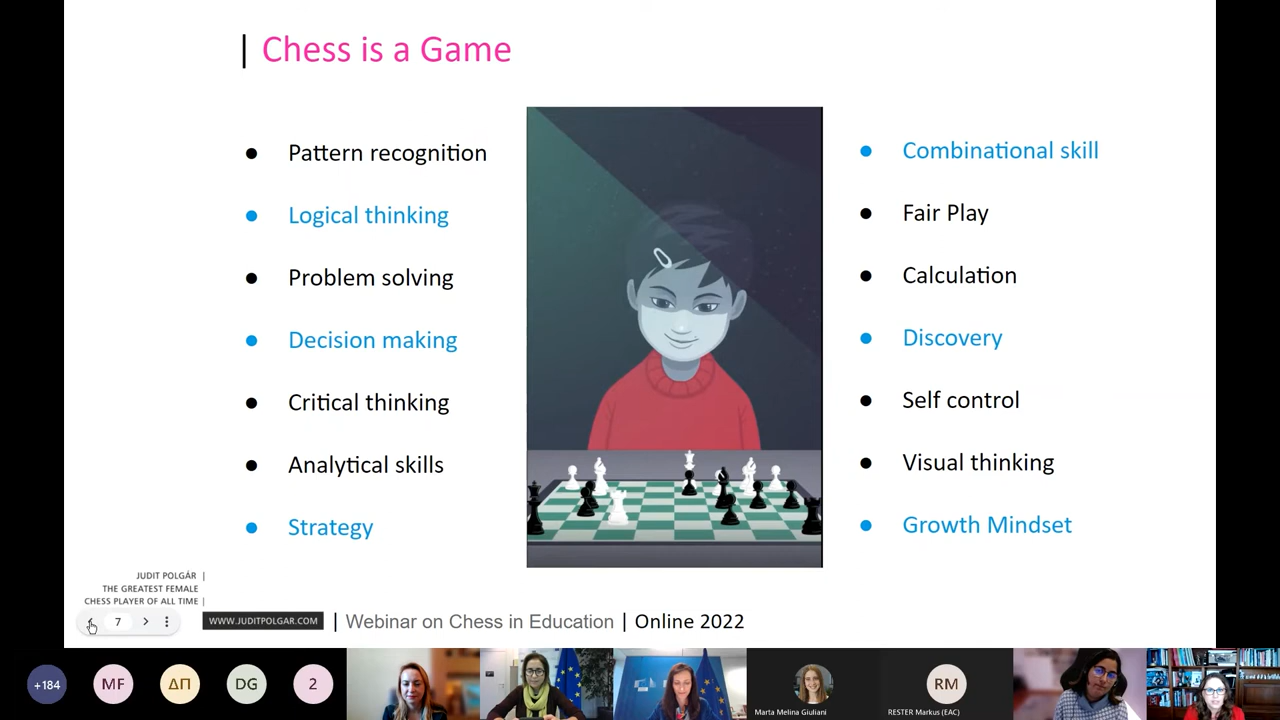 | Chess is a Game
● Pattern recognition
● Logical thinking
● Problem solving
● Decision making
● Critical thinking
● Analytical skills
● Strategy
● Combinational skill
● Fair Play
● Calculation
● Discovery
● Self control
● Visual thinking
● Growth Mindset
JUDIT POLGÁR |
THE GREATEST FEMALE
CHESS PLAYER OF ALL TIME |
7
WWW.JUDITPOLGAR.COM | Webinar on Chess in Education | Online 2022
+184
MF
ΔΠ
DG
2
Marta Melina Giuliani
RM
RESTER Markus (EAC)